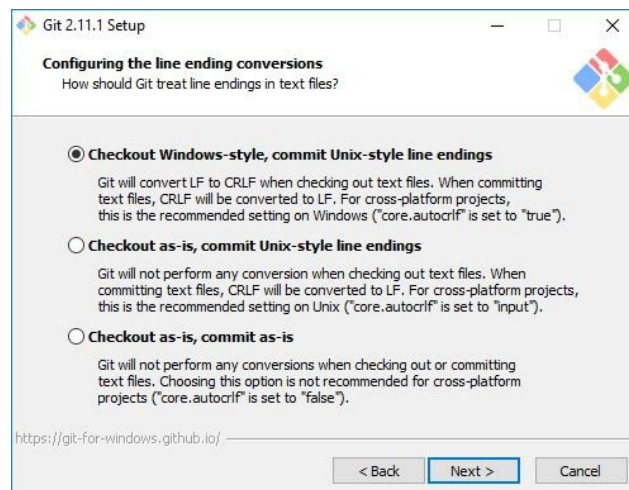 Git 2.11.1 Setup
Configuring the line ending conversions
How should Git treat line endings in text files?
Checkout Windows-style, commit Unix-style line endings
Git will convert LF to CRLF when checking out text files. When committing
text files, CRLF will be converted to LF. For cross-platform projects,
this is the recommended setting on Windows ("core.autocrlf" is set to "true").
Checkout as-is, commit Unix-style line endings
Git will not perform any conversion when checking out text files. When
committing text files, CRLF will be converted to LF. For cross-platform projects,
this is the recommended setting on Unix ("core.autocrlf" is set to "input").
Checkout as-is, commit as-is
Git will not perform any conversions when checking out or committing
text files. Choosing this option is not recommended for cross-platform
projects ("core.autocrlf" is set to "false").
https://git-for-windows.github.io/
< Back Next > Cancel